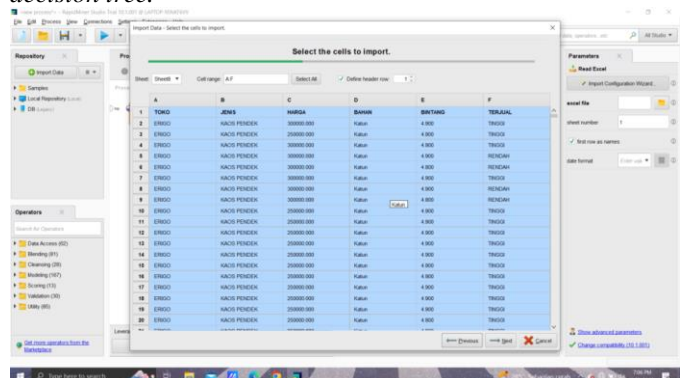 decision tree.
File Edit Process View Connections
Import Data - Select the cells to import.
Select the cells to import.
All Studio
Repository
Import Data
Samples
Local Repository
DB
Operators
Data Access (62)
Blending (81)
Cleansing (28)
Modeling (167)
Scoring (13)
Validation (30)
Utility (85)
Get more operators from the
Marketplace
Sheet: Cell range: A:F Select All Define header row: 1
A B C D E F
1 TOKO JENIS HARGA BAHAN BINTANG TERJUAL
2 ERIGO KAOS PENDEK 300000.000 Katun 4.900 TINGGI
3 ERIGO KAOS PENDEK 250000.000 Katun 4.900 TINGGI
4 ERIGO KAOS PENDEK 300000.000 Katun 4.900 TINGGI
5 ERIGO KAOS PENDEK 300000.000 Katun 4.900 RENDAH
6 ERIGO KAOS PENDEK 300000.000 Katun 4.900 RENDAH
7 ERIGO KAOS PENDEK 300000.000 Katun 4.900 TINGGI
8 ERIGO KAOS PENDEK 300000.000 Katun 4.900 RENDAH
9 ERIGO KAOS PENDEK 300000.000 Katun 4.900 RENDAH
10 ERIGO KAOS PENDEK 250000.000 Katun 4.900 TINGGI
11 ERIGO KAOS PENDEK 250000.000 Katun 4.900 TINGGI
12 ERIGO KAOS PENDEK 250000.000 Katun 4.900 TINGGI
13 ERIGO KAOS PENDEK 250000.000 Katun 4.900 TINGGI
14 ERIGO KAOS PENDEK 250000.000 Katun 4.900 TINGGI
15 ERIGO KAOS PENDEK 250000.000 Katun 4.900 TINGGI
16 ERIGO KAOS PENDEK 250000.000 Katun 4.900 TINGGI
17 ERIGO KAOS PENDEK 250000.000 Katun 4.900 TINGGI
18 ERIGO KAOS PENDEK 250000.000 Katun 4.900 TINGGI
19 ERIGO KAOS PENDEK 250000.000 Katun 4.900 TINGGI
20 ERIGO KAOS PENDEK 250000.000 Katun 4.900 TINGGI
Katun
Previous Next Cancel
Parameters
Read Excel
Import Configuration Wizard...
excel file
sheet number 1
first row as names
date format
Show advanced parameters
Change compatibility (10.1.001)
Type here to search
7:00 PM